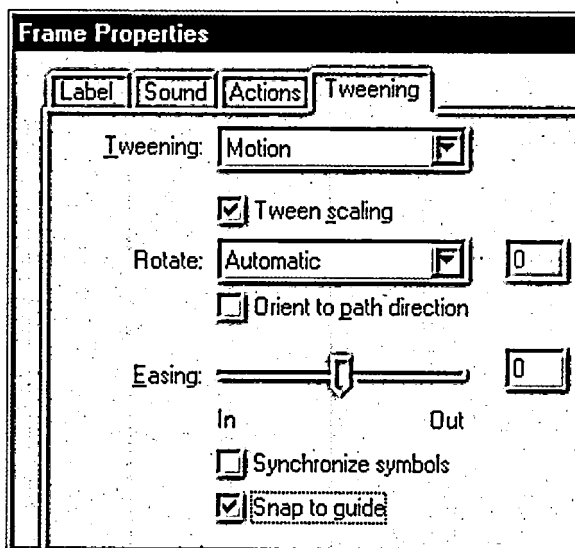 Frame Properties
Label Sound Actions Tweening
Tweening: Motion
Tween scaling
Rotate: Automatic 0
Orient to path direction
Easing: 0
In Out
Synchronize symbols
Snap to guide